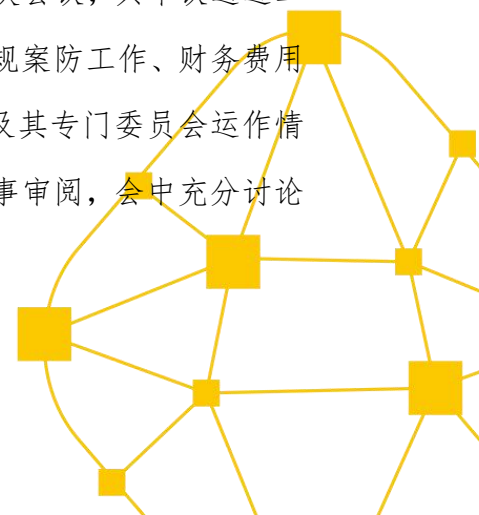 规案防工作、财务费用
及其专门委员会运作情
事审阅，会中充分讨论